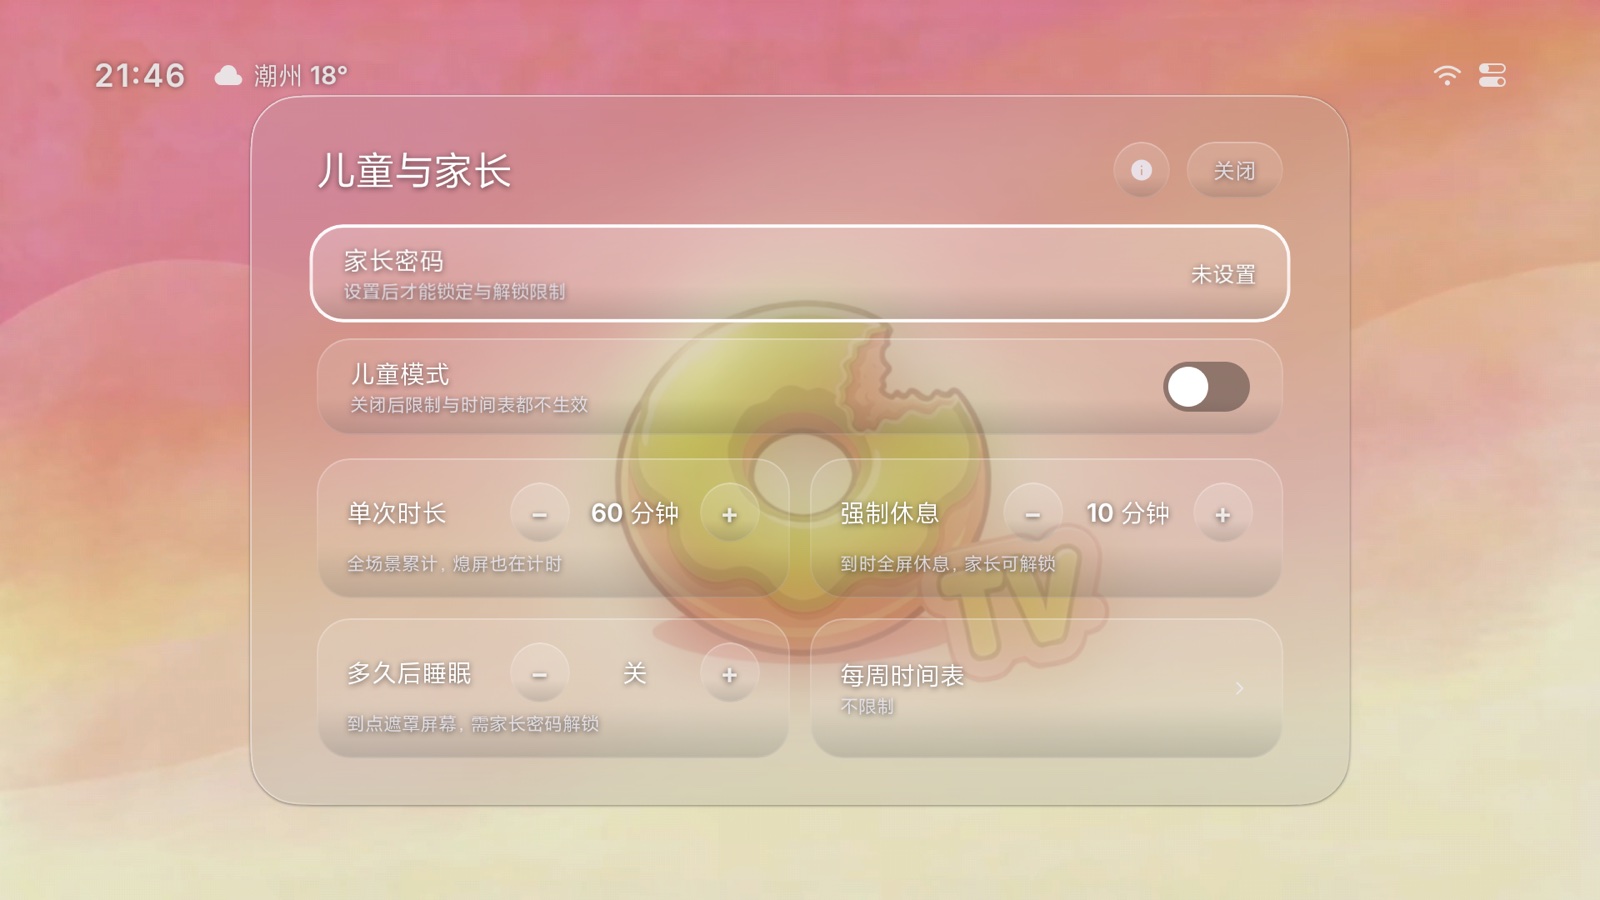 21:46 潮州 18°
儿童与家长
关闭
家长密码
设置后才能锁定与解锁限制
未设置
儿童模式
关闭后限制与时间表都不生效
单次时长 − 60 分钟 +
全场景累计，熄屏也在计时
强制休息 − 10 分钟 +
到时全屏休息，家长可解锁
TV
多久后睡眠 − 关 +
到点遮罩屏幕，需家长密码解锁
每周时间表
不限制